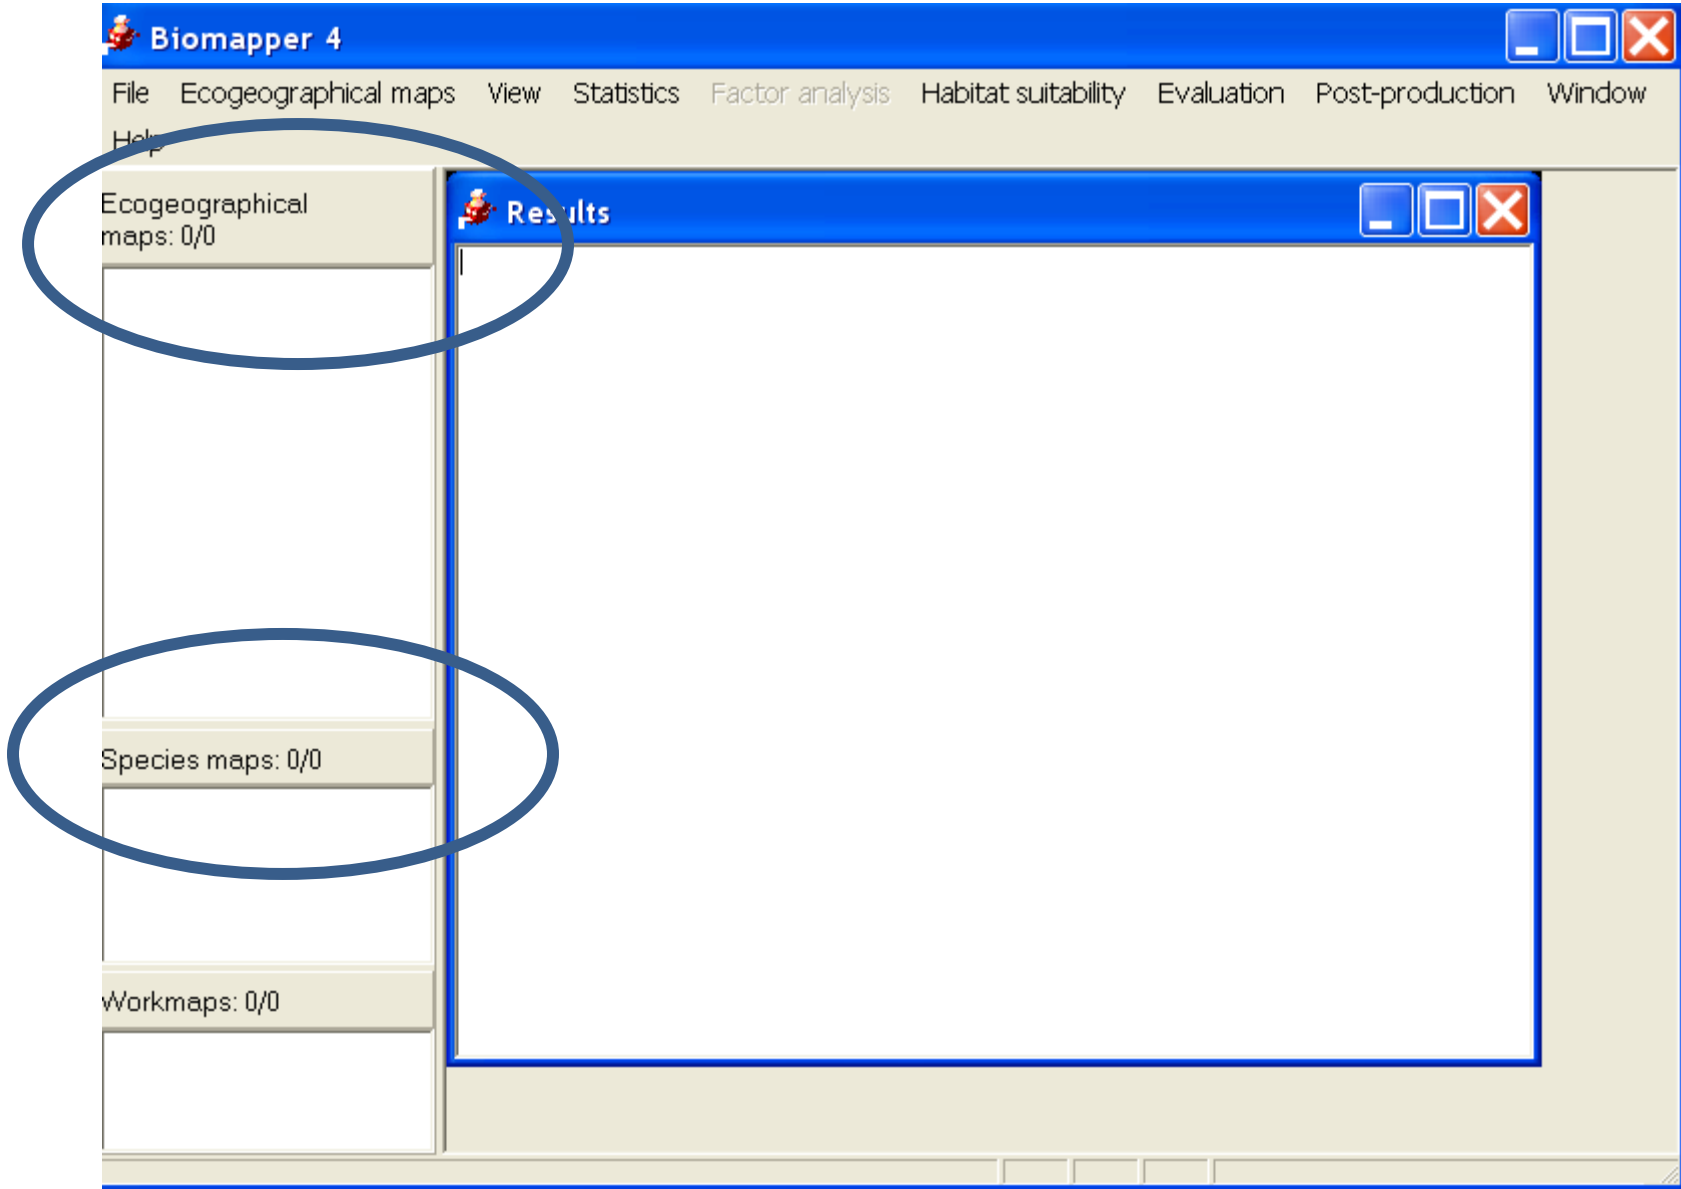 Biomapper 4
File Ecogeographical maps View Statistics Factor analysis Habitat suitability Evaluation Post-production Window
Help
Ecogeographical
maps: 0/0
Results
Species maps: 0/0
Workmaps: 0/0